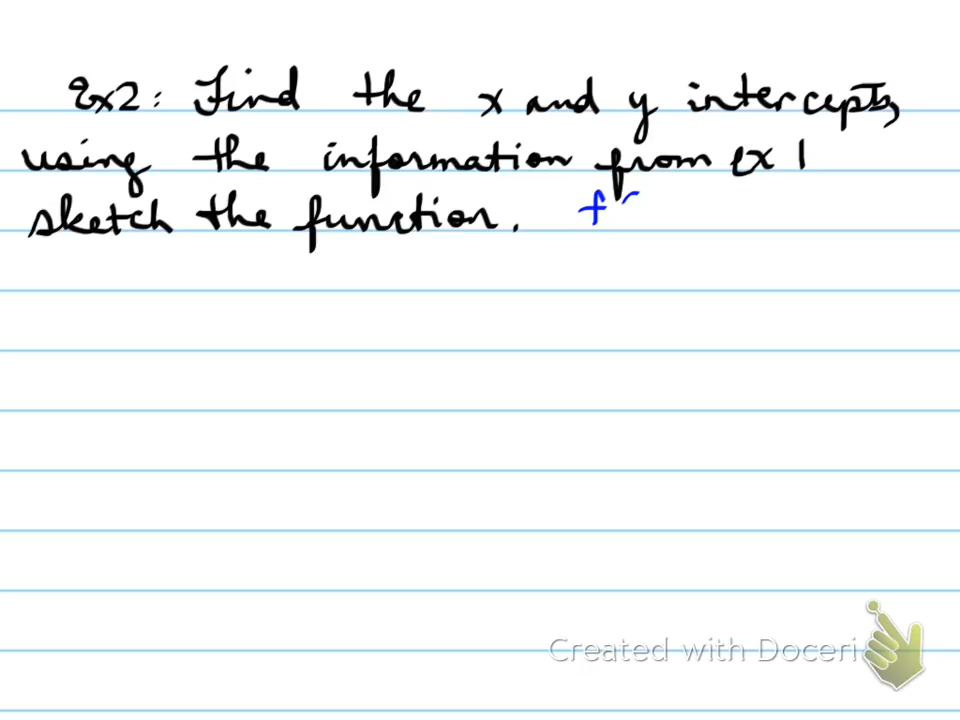 Ex2: Find the x and y intercepts,
using the information from ex 1
sketch the function. f(
Created with Doceri